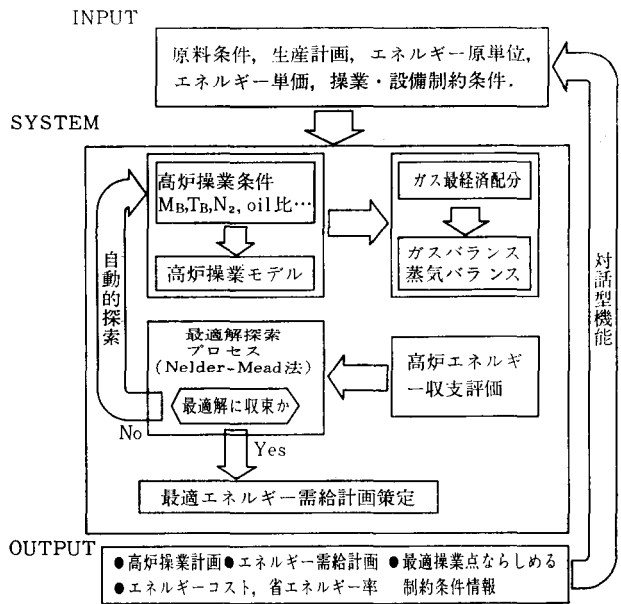 INPUT
原料条件, 生産計画, エネルギー原単位,
エネルギー単価, 操業・設備制約条件.
SYSTEM
高炉操業条件
MB,TB,N2, oil比…
高炉操業モデル
ガス最経済配分
ガスバランス
蒸気バランス
自動的探索
対話型機能
最適解探索
プロセス
(Nelder-Mead法)
最適解に収束か
高炉エネルギ
ー収支評価
No
Yes
最適エネルギー需給計画策定
OUTPUT
●高炉操業計画●エネルギー需給計画 ●最適操業点ならしめる
●エネルギーコスト, 省エネルギー率 制約条件情報